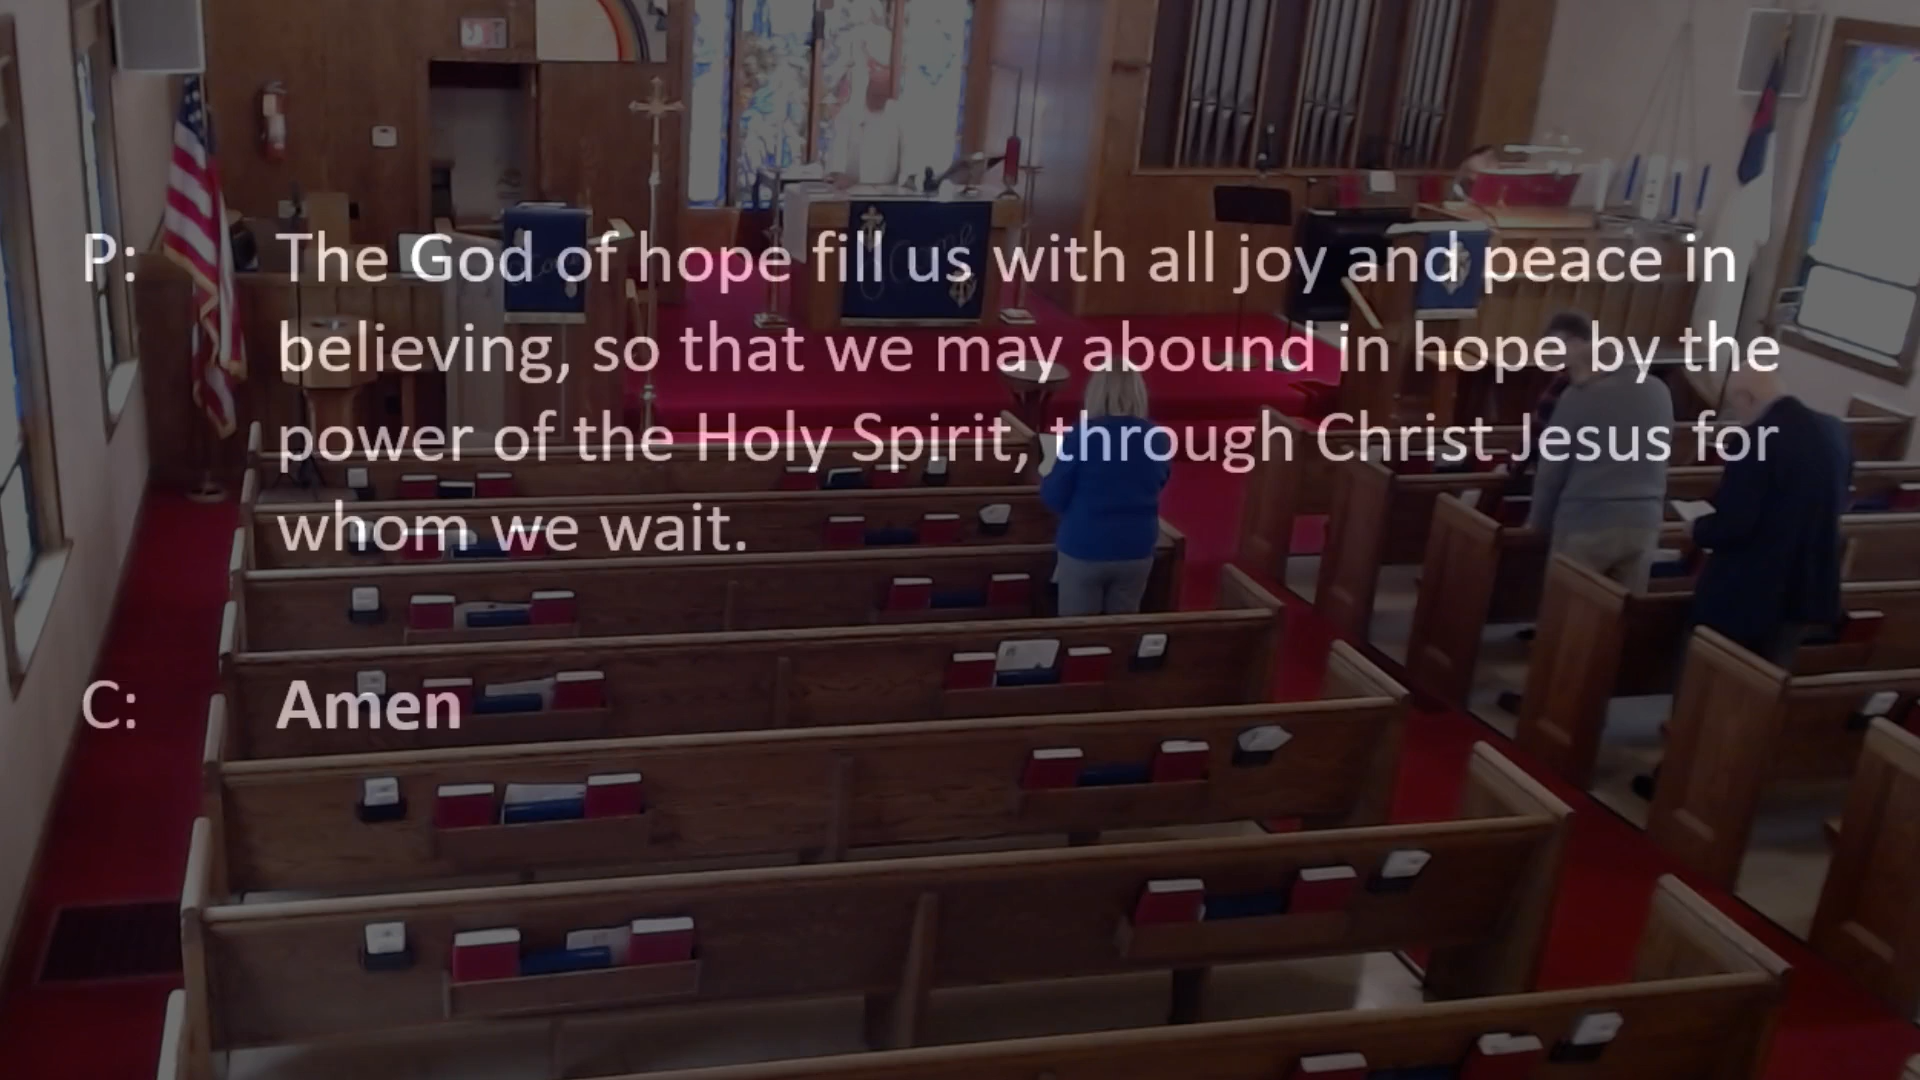 P: The God of hope fill us with all joy and peace in
believing, so that we may abound in hope by the
power of the Holy Spirit, through Christ Jesus for
whom we wait.
C: Amen